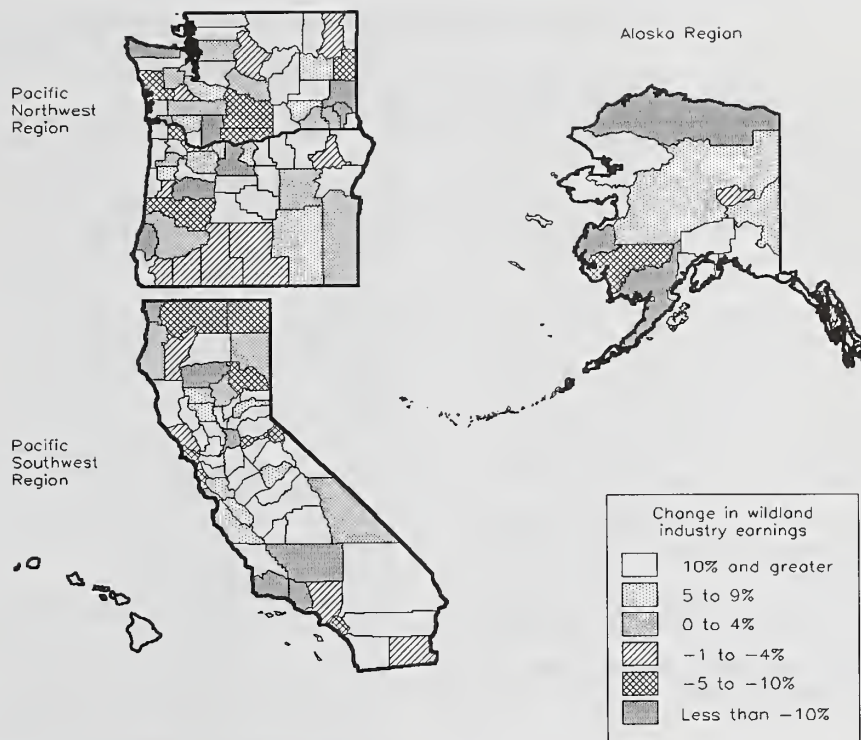 Alaska Region
Pacific
Northwest
Region
Pacific
Southwest
Region
Change in wildland
industry earnings
10% and greater
5 to 9%
0 to 4%
−1 to −4%
−5 to −10%
Less than −10%